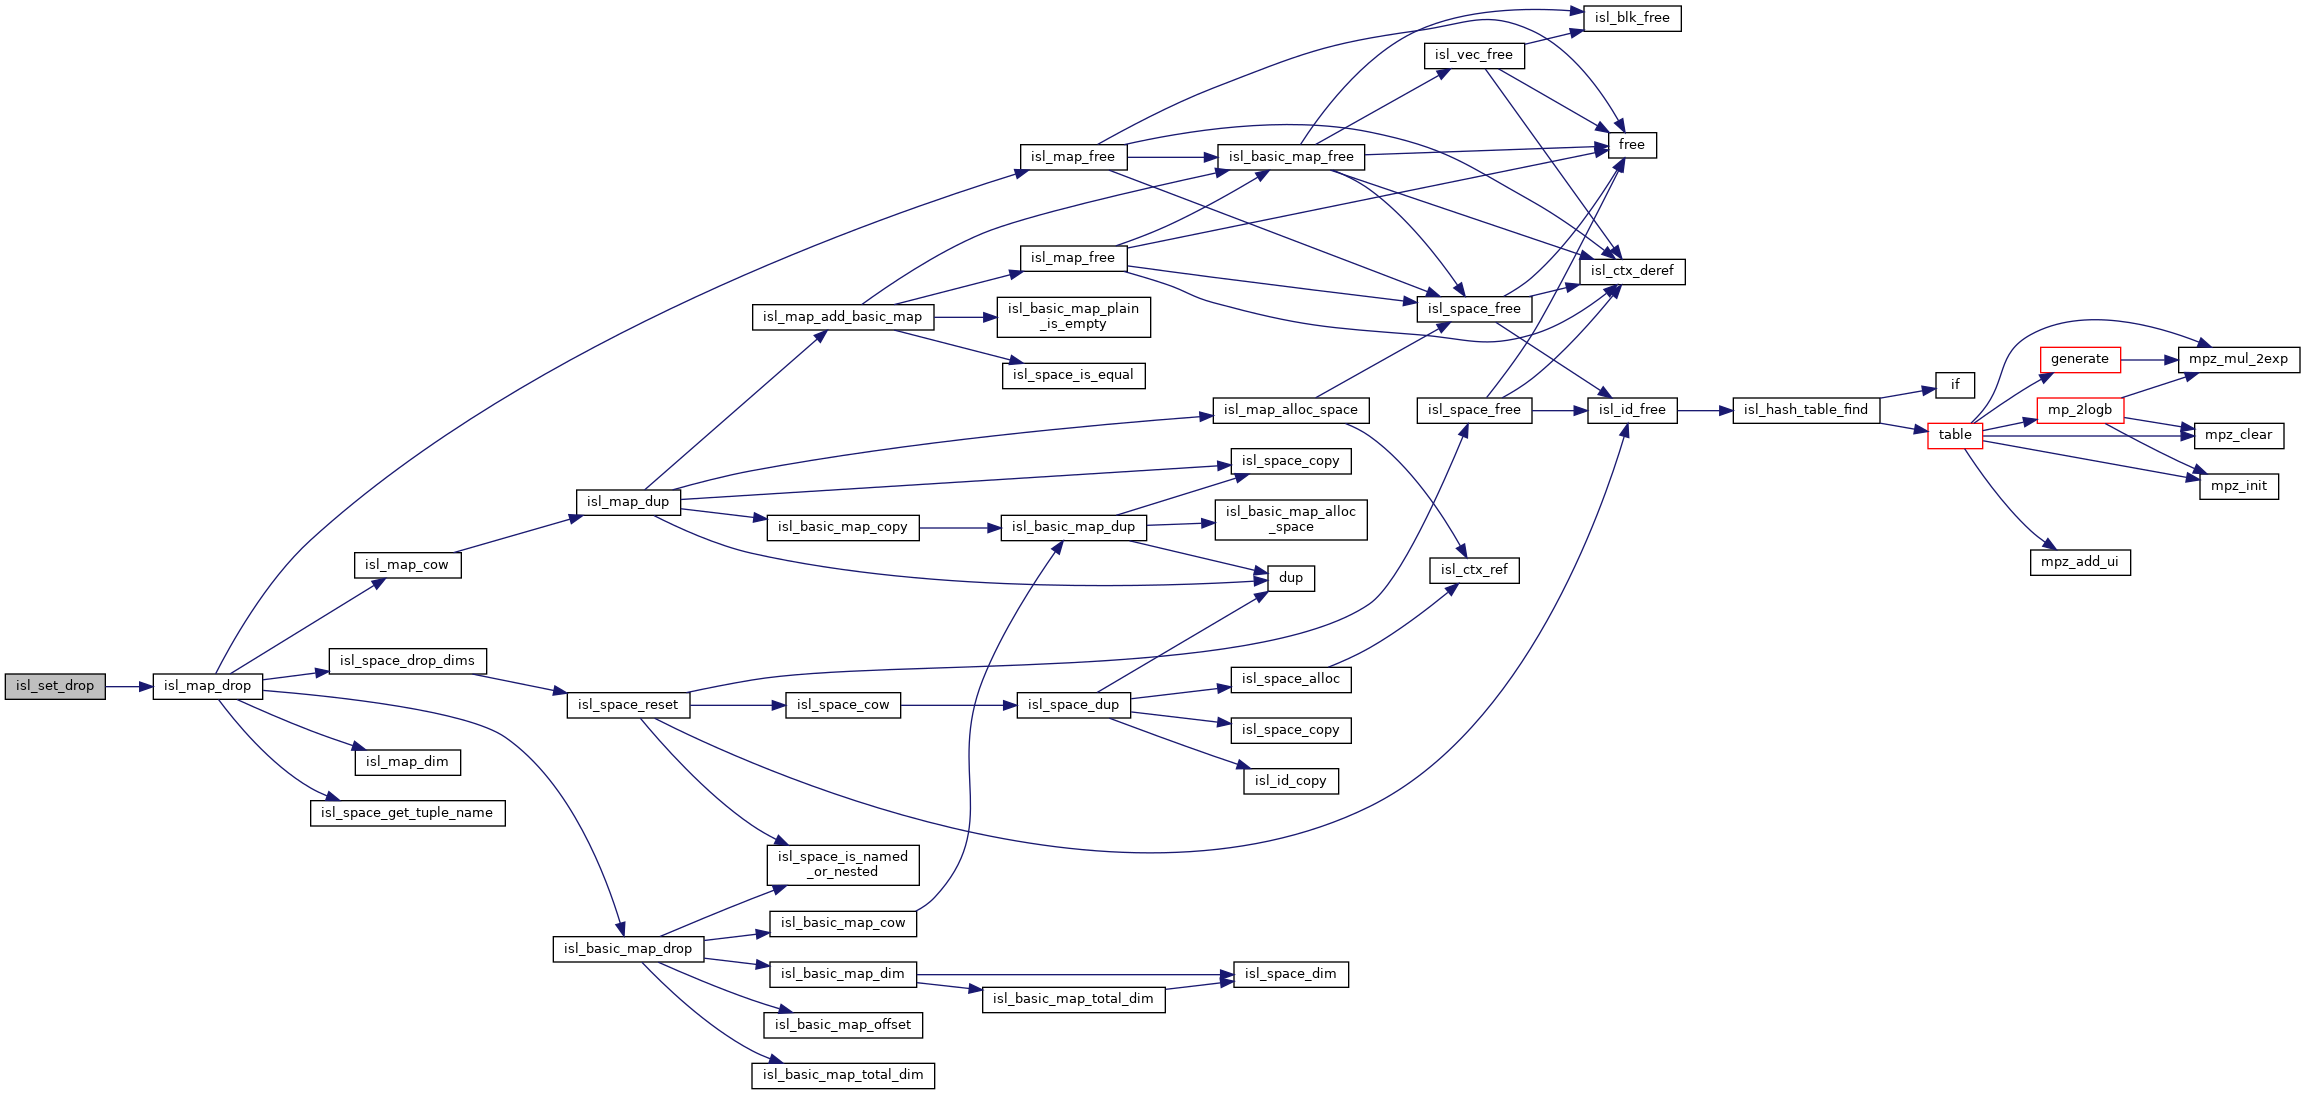 isl_set_drop
isl_map_drop
isl_map_cow
isl_space_drop_dims
isl_map_dim
isl_space_get_tuple_name
isl_map_dup
isl_space_reset
isl_basic_map_drop
isl_map_add_basic_map
isl_basic_map_copy
isl_space_cow
isl_space_is_named
_or_nested
isl_basic_map_cow
isl_basic_map_dim
isl_basic_map_offset
isl_basic_map_total_dim
isl_map_free
isl_map_free
isl_basic_map_plain
_is_empty
isl_space_is_equal
isl_basic_map_dup
isl_space_dup
isl_basic_map_total_dim
isl_basic_map_free
isl_map_alloc_space
isl_space_copy
isl_basic_map_alloc
_space
dup
isl_space_alloc
isl_space_copy
isl_id_copy
isl_space_dim
isl_vec_free
isl_space_free
isl_space_free
isl_ctx_ref
isl_blk_free
free
isl_ctx_deref
isl_id_free
isl_hash_table_find
if
table
generate
mp_2logb
mpz_add_ui
mpz_mul_2exp
mpz_clear
mpz_init